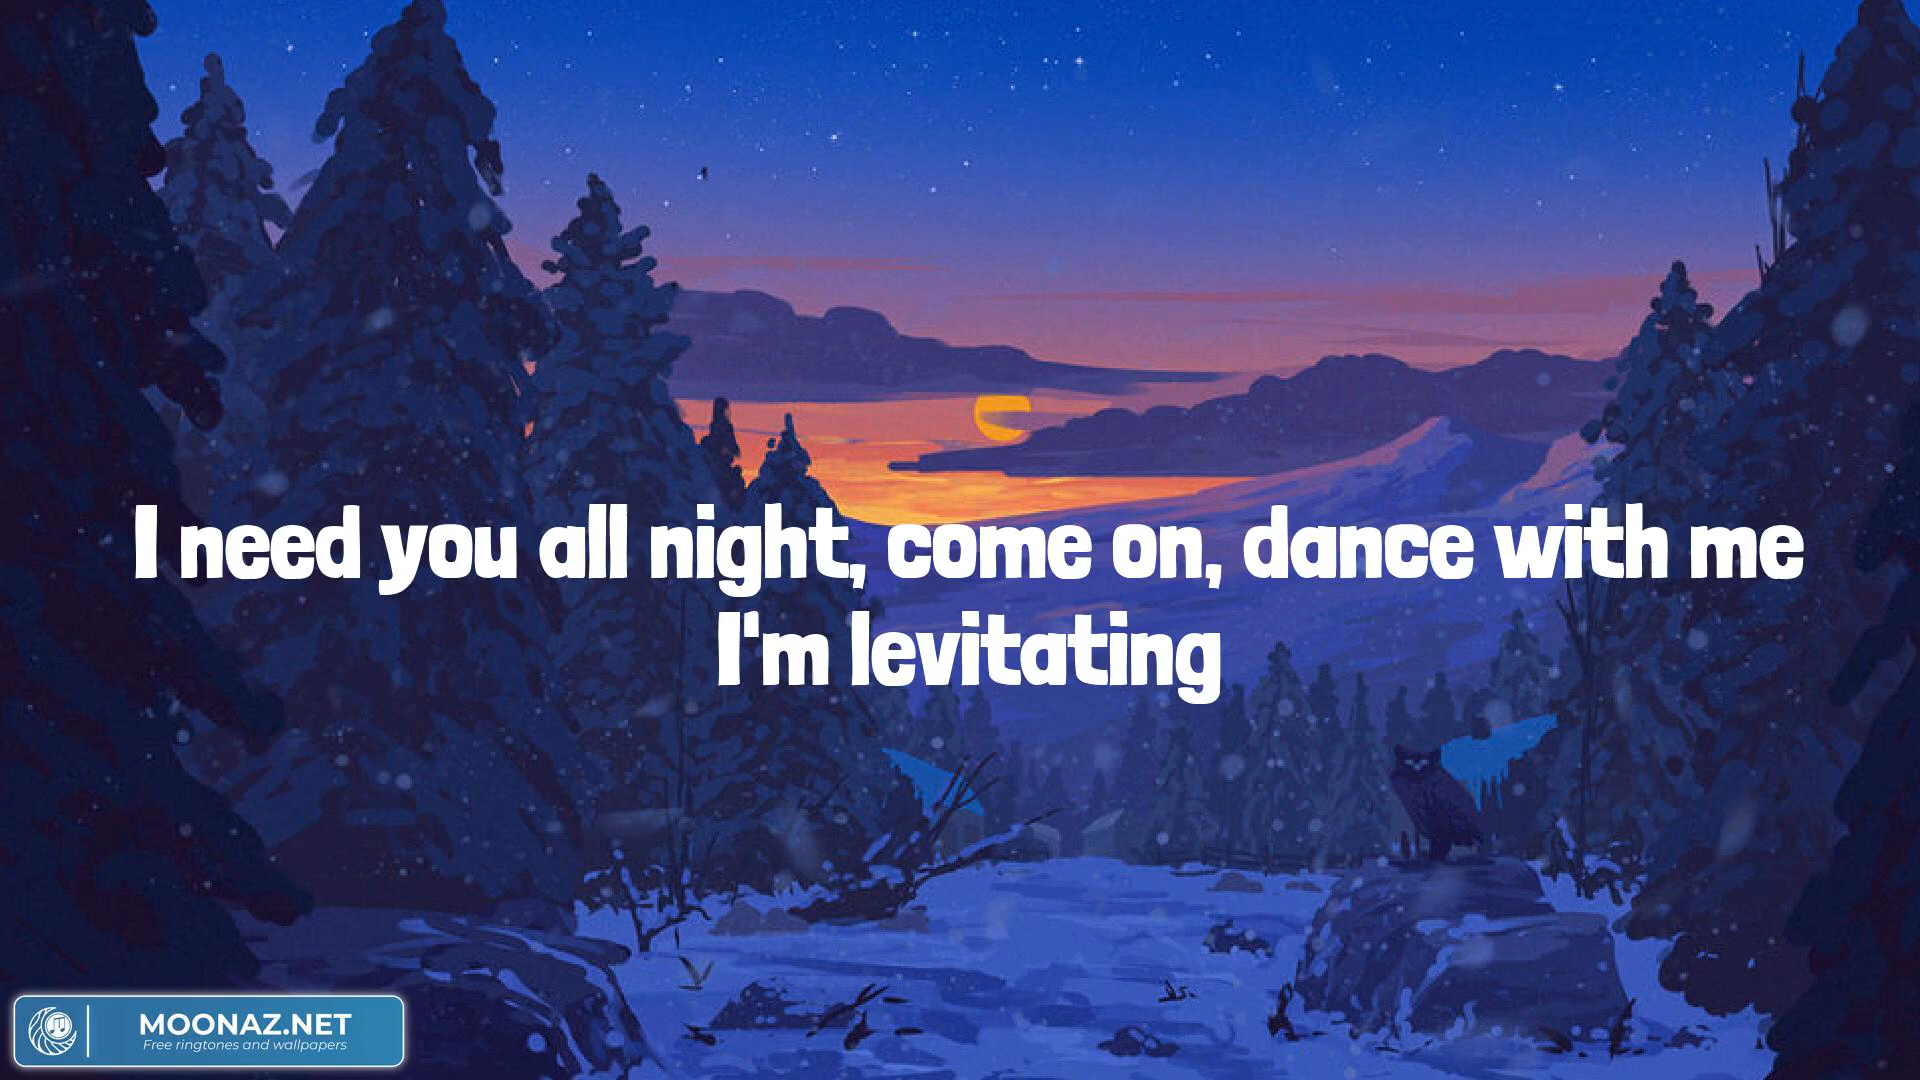 I need you all night, come on, dance with me
I'm levitating
MOONAZ.NET
Free ringtones and wallpapers